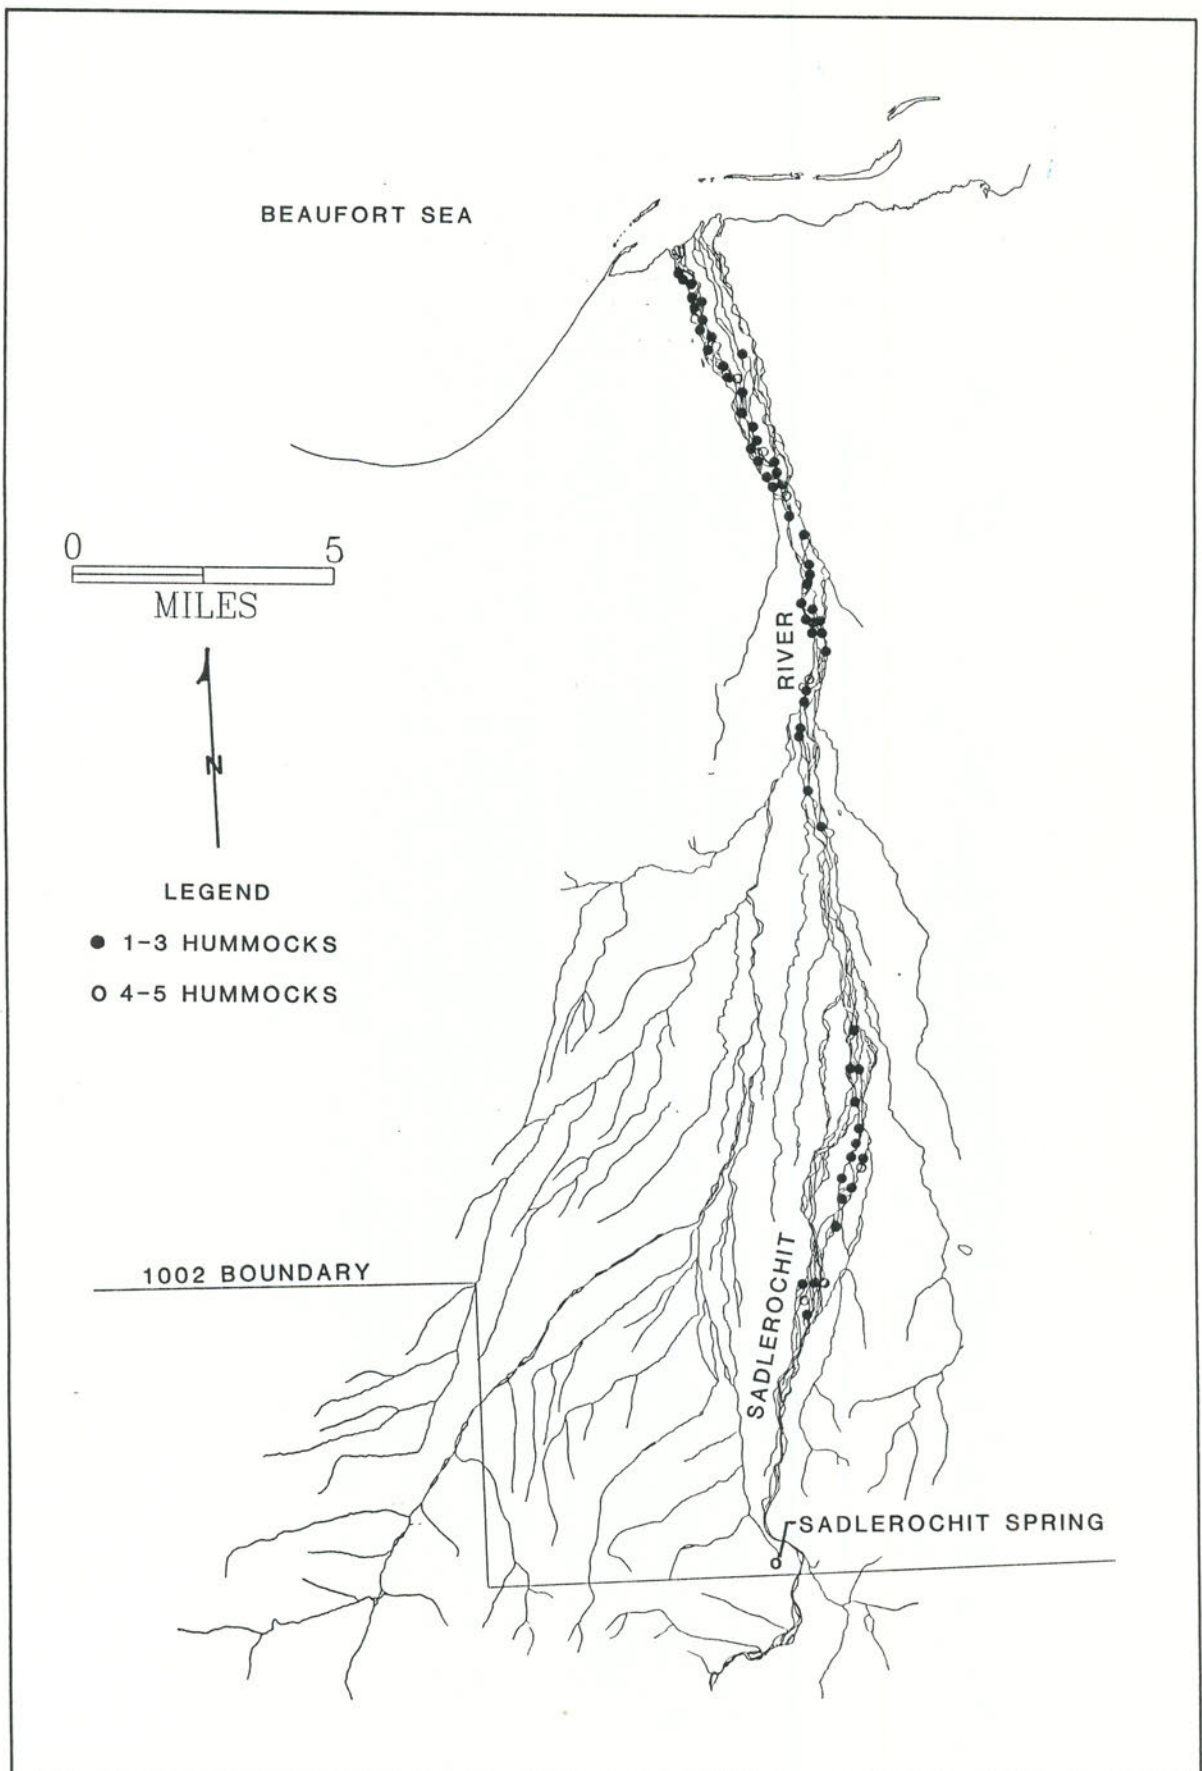 BEAUFORT SEA
0 5
MILES
N
RIVER
LEGEND
1-3 HUMMOCKS
4-5 HUMMOCKS
1002 BOUNDARY
SADLEROCHIT
SADLEROCHIT SPRING